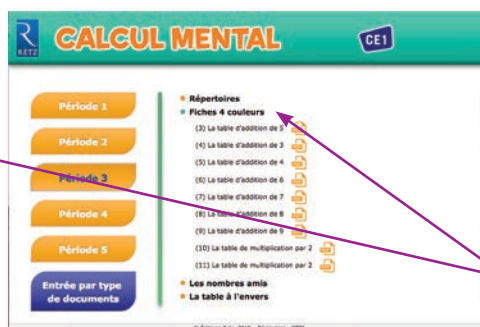 RETZ
CALCUL MENTAL
CE1
Période 1
Période 2
Période 3
Période 4
Période 5
Entrée par type
de documents
Répertoires
Fiches 4 couleurs
(3) La table d'addition de 5
(4) La table d'addition de 3
(5) La table d'addition de 4
(6) La table d'addition de 6
(7) La table d'addition de 7
(8) La table d'addition de 8
(9) La table d'addition de 9
(10) La table de multiplication par 2
(11) La table de multiplication par 2
Les nombres amis
La table à l'envers